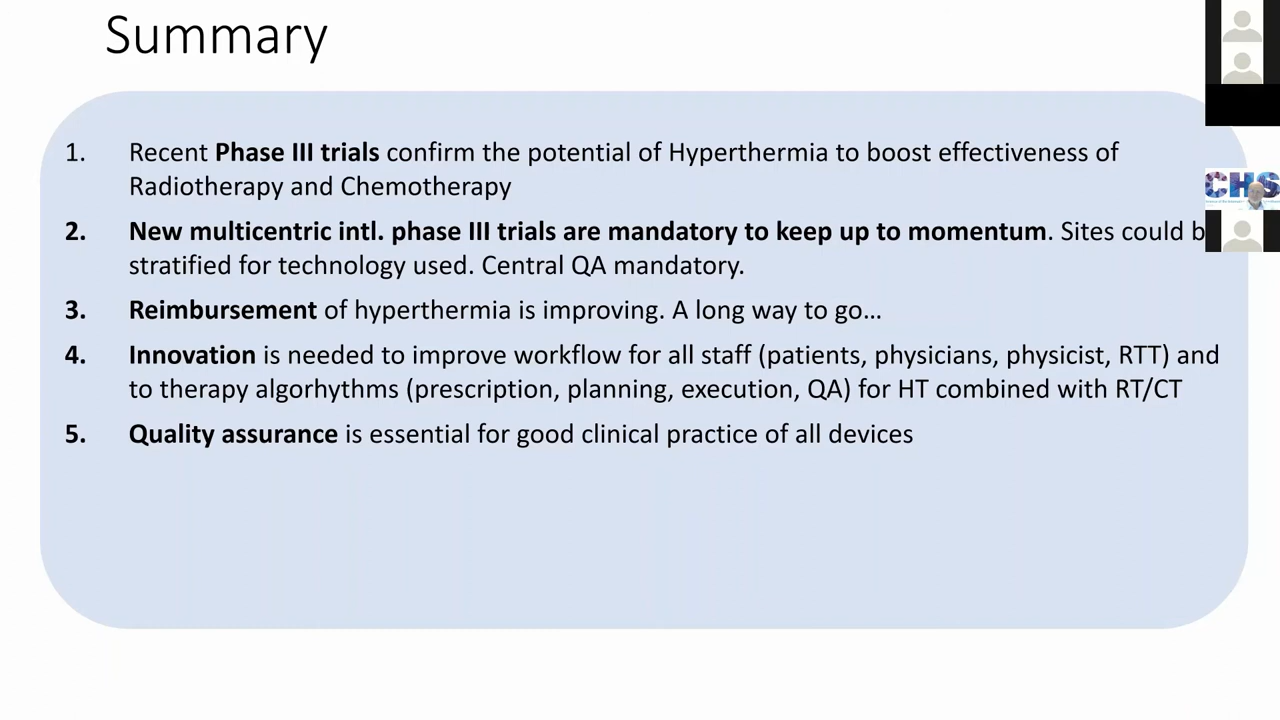 Summary
1. Recent Phase III trials confirm the potential of Hyperthermia to boost effectiveness of
Radiotherapy and Chemotherapy
2. New multicentric intl. phase III trials are mandatory to keep up to momentum. Sites could
stratified for technology used. Central QA mandatory.
3. Reimbursement of hyperthermia is improving. A long way to go…
4. Innovation is needed to improve workflow for all staff (patients, physicians, physicist, RTT) and
to therapy algorhythms (prescription, planning, execution, QA) for HT combined with RT/CT
5. Quality assurance is essential for good clinical practice of all devices
CHS